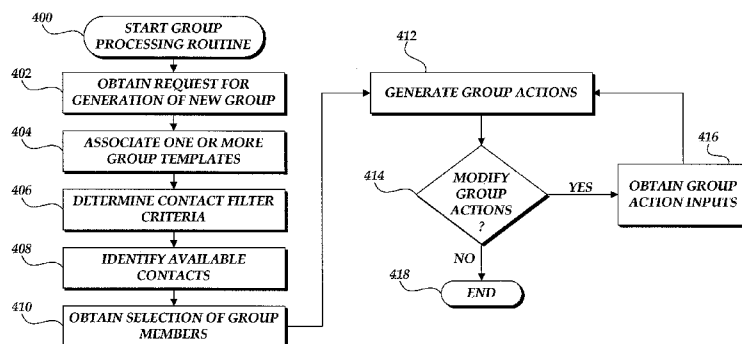 400
START GROUP
PROCESSING ROUTINE
402
OBTAIN REQUEST FOR
GENERATION OF NEW GROUP
404
ASSOCIATE ONE OR MORE
GROUP TEMPLATES
406
DETERMINE CONTACT FILTER
CRITERIA
408
IDENTIFY AVAILABLE
CONTACTS
410
OBTAIN SELECTION OF GROUP
MEMBERS
412
GENERATE GROUP ACTIONS
414
MODIFY
GROUP
ACTIONS
?
YES
NO
416
OBTAIN GROUP
ACTION INPUTS
418
END